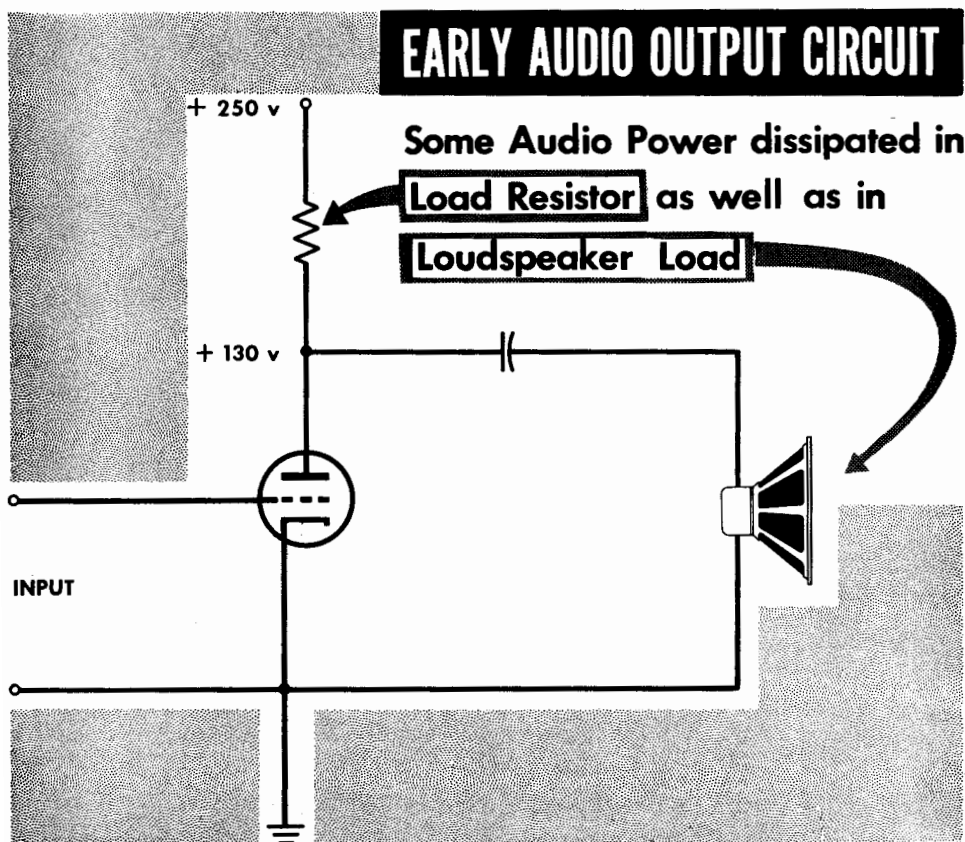 EARLY AUDIO OUTPUT CIRCUIT
+ 250 v
Some Audio Power dissipated in
Load Resistor as well as in
Loudspeaker Load
+ 130 v
INPUT